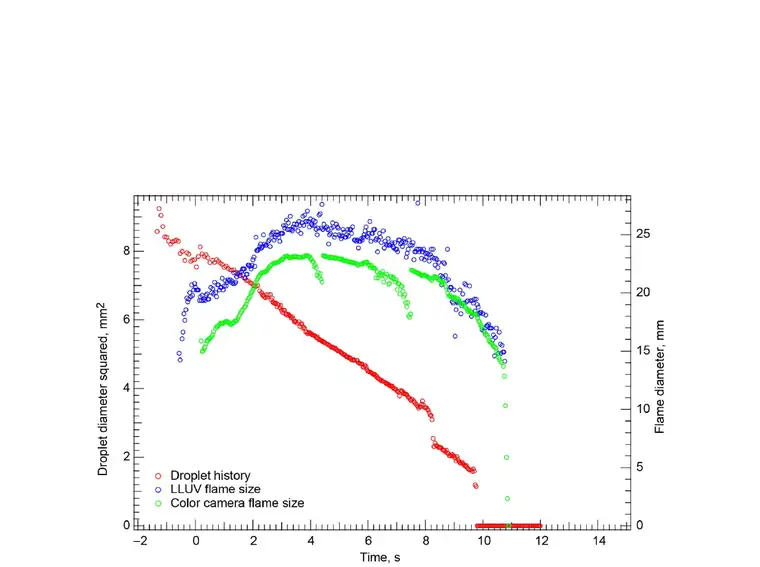 Droplet diameter squared, mm2
8
6
4
2
0
25
20
15
10
5
0
Flame diameter, mm
Droplet history
LLUV flame size
Color camera flame size
−2 0 2 4 6 8 10 12 14
Time, s